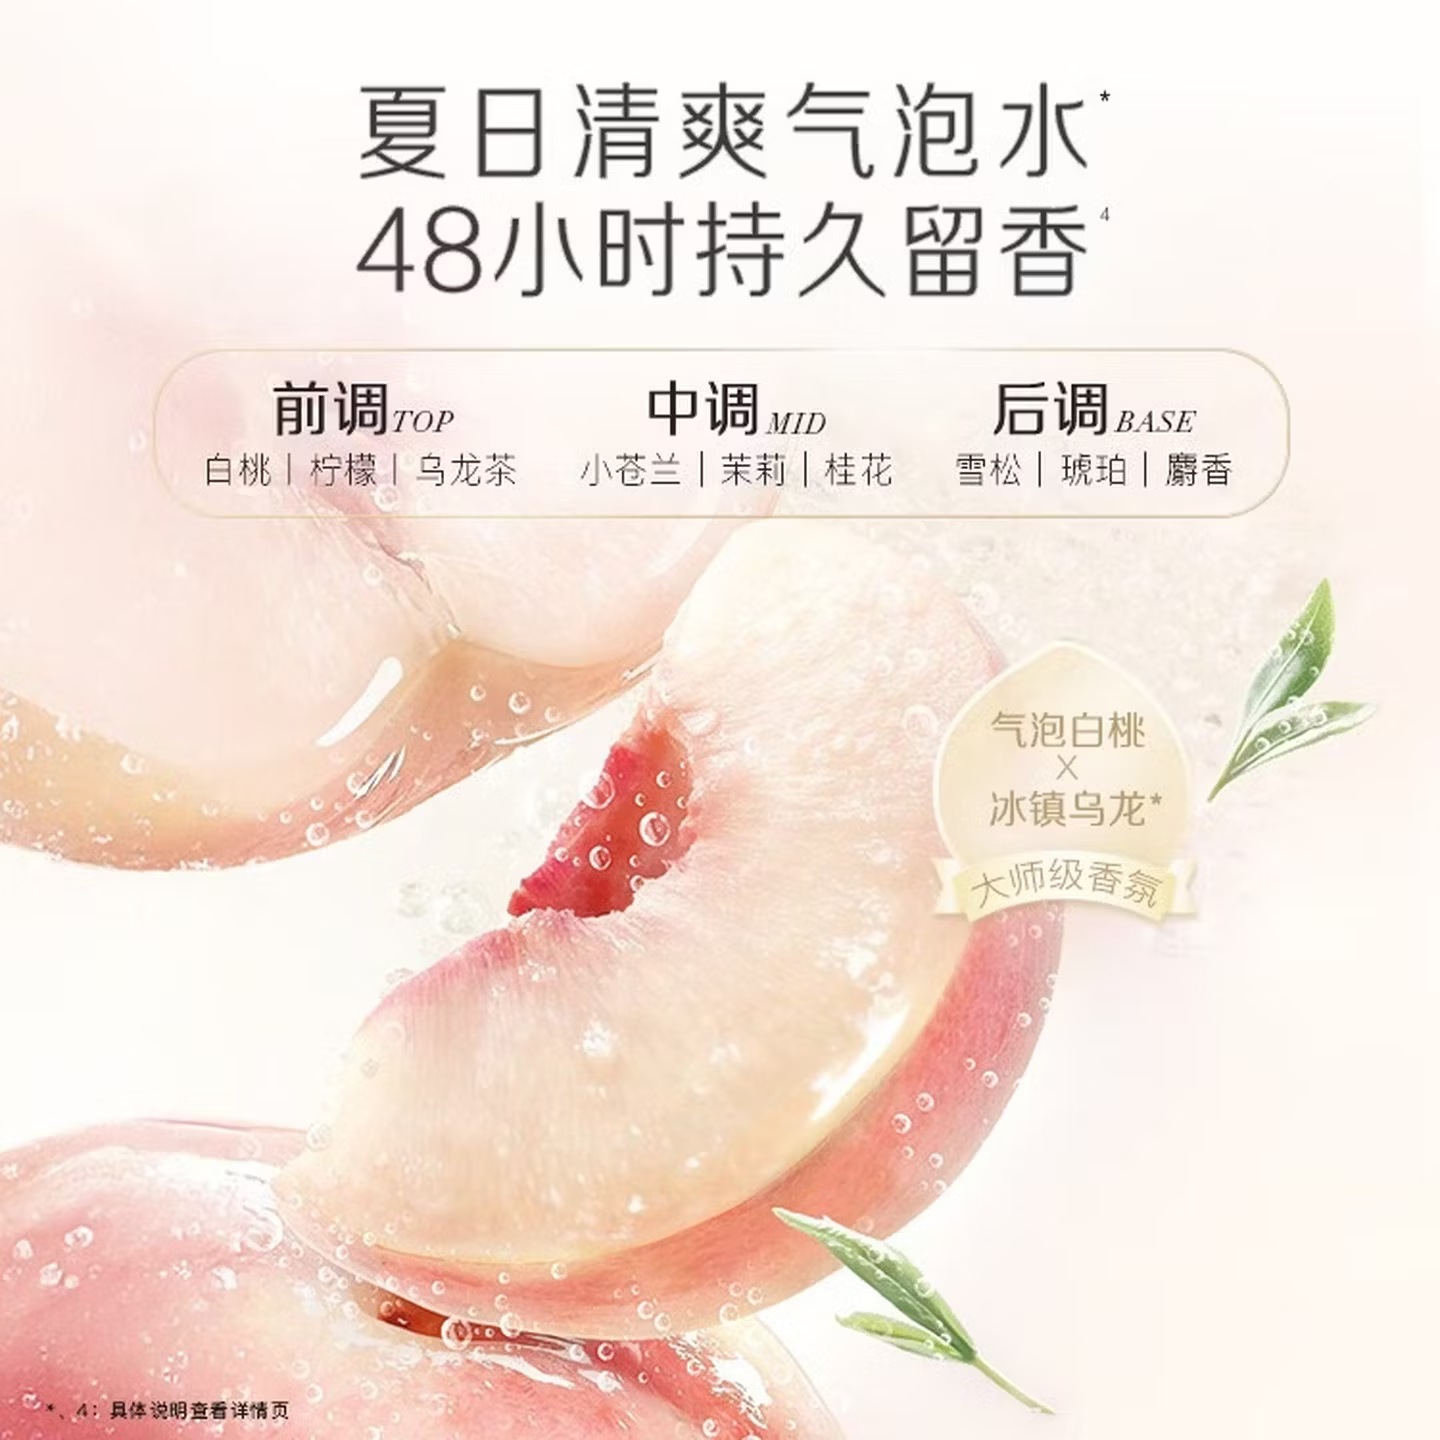 夏日清爽气泡水*
48小时持久留香4
前调TOP 中调MID 后调BASE
白桃|柠檬|乌龙茶 小苍兰|茉莉|桂花 雪松|琥珀|麝香
气泡白桃
X
冰镇乌龙*
大师级香氛
*、4：具体说明查看详情页